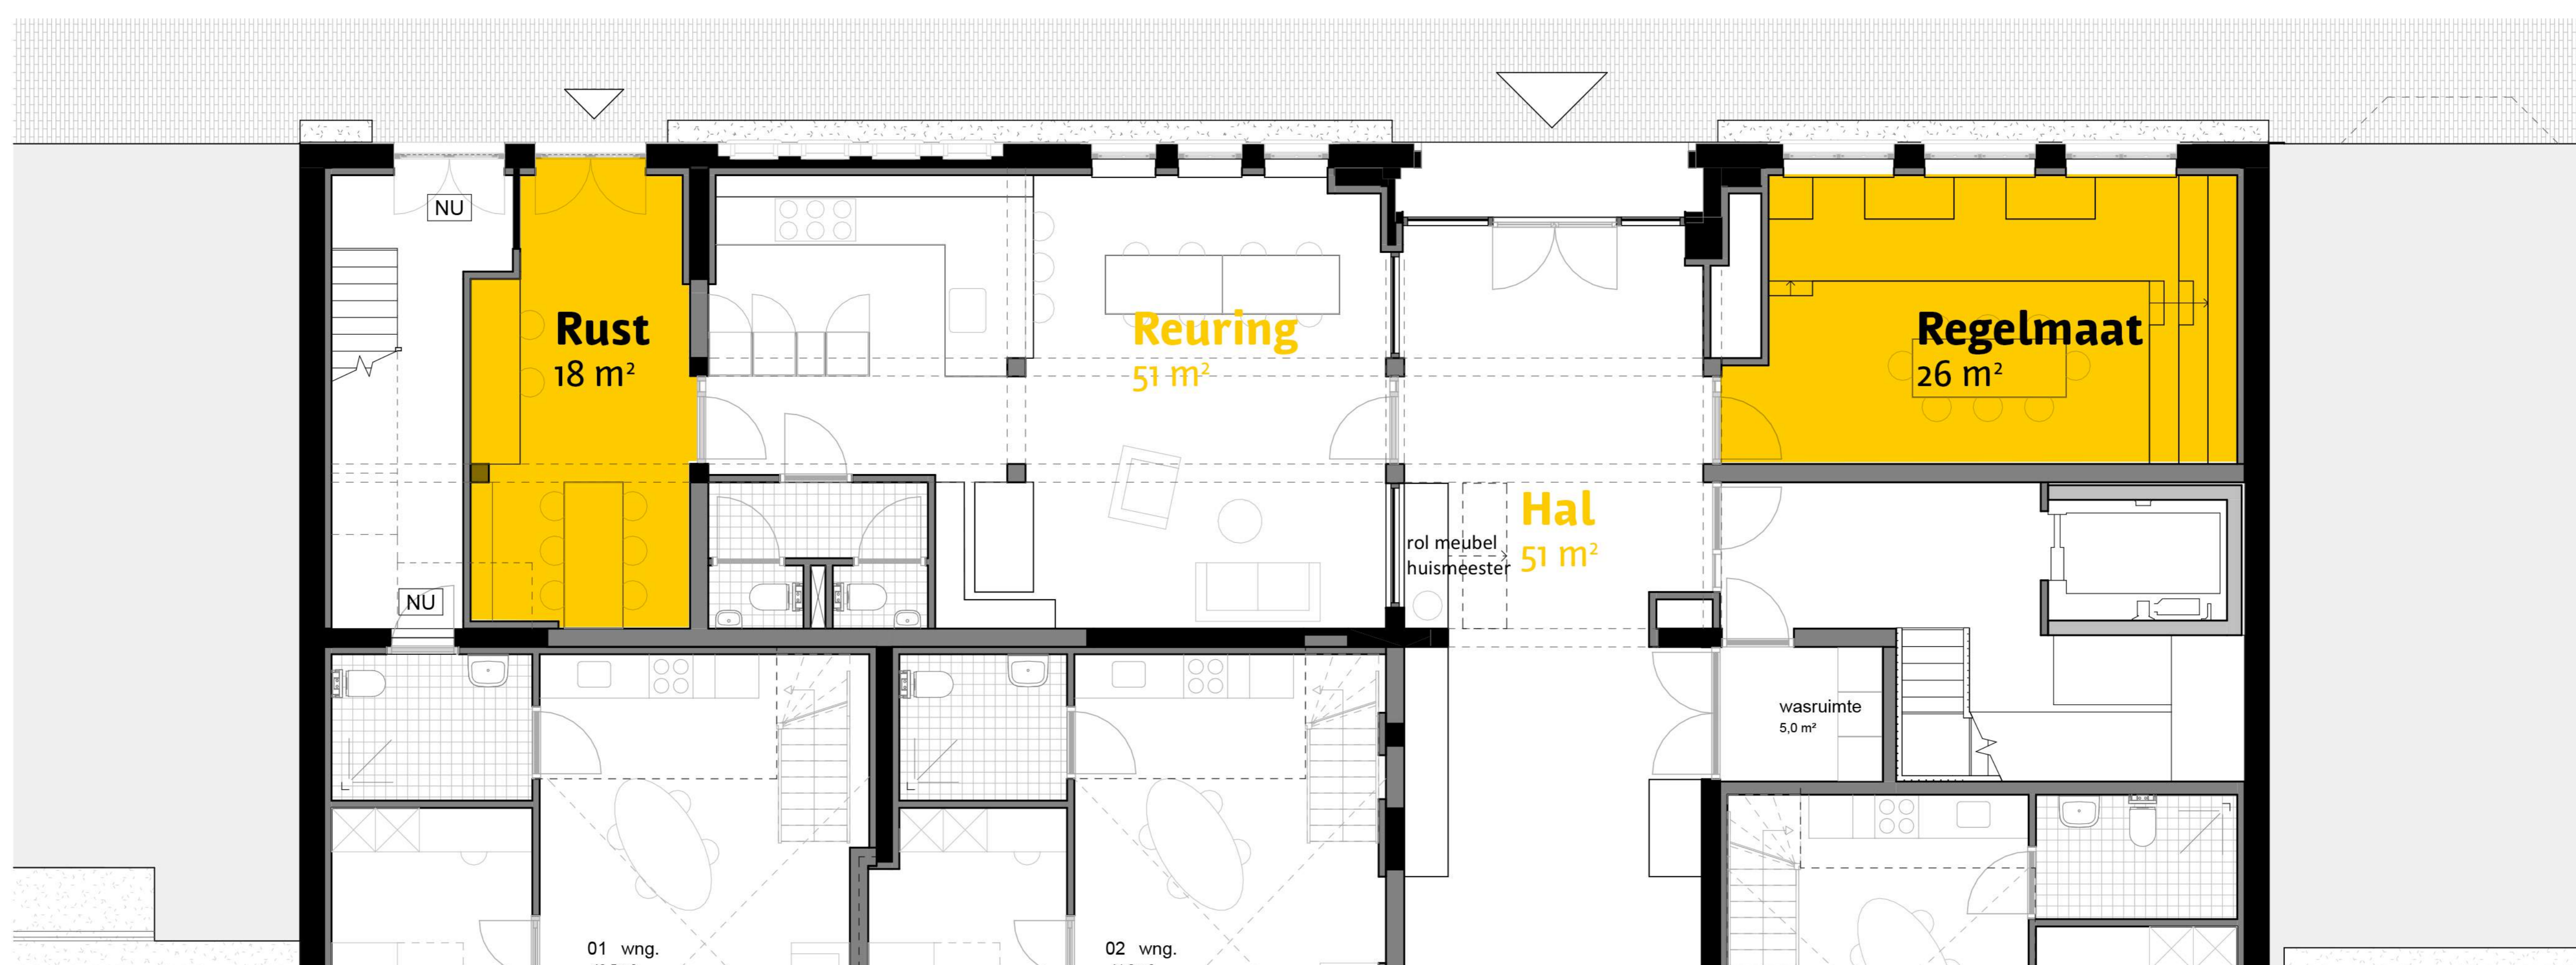 NU
Rust
18 m²
Reuring
51 m²
Regelmaat
26 m²
Hal
51 m²
rol meubel
huismeester
NU
wasruimte
5,0 m²
01 wng.
02 wng.